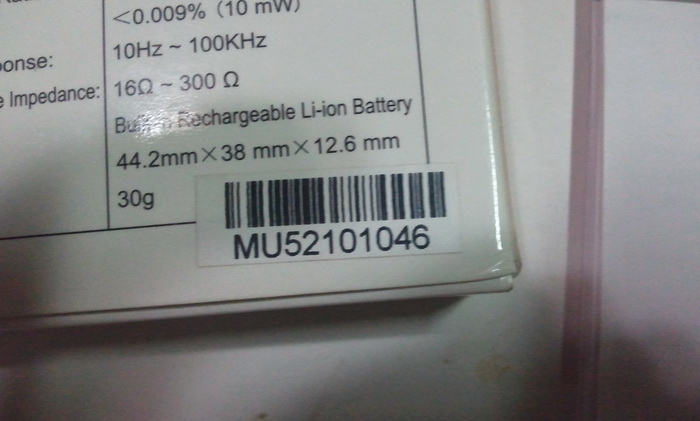 <0.009% (10 mW)
onse: 10Hz ~ 100KHz
e Impedance: 16Ω ~ 300 Ω
Rechargeable Li-ion Battery
44.2mm×38 mm×12.6 mm
30g
MU52101046